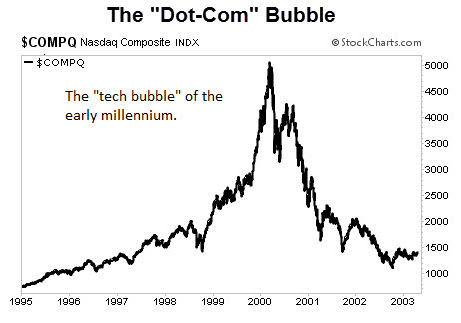 The "Dot-Com" Bubble
$COMPQ Nasdaq Composite INDX
© StockCharts.com
— $COMPQ
The "tech bubble" of the
early millennium.
5000
4500
4000
3500
3000
2500
2000
1500
1000
1995 1996 1997 1998 1999 2000 2001 2002 2003